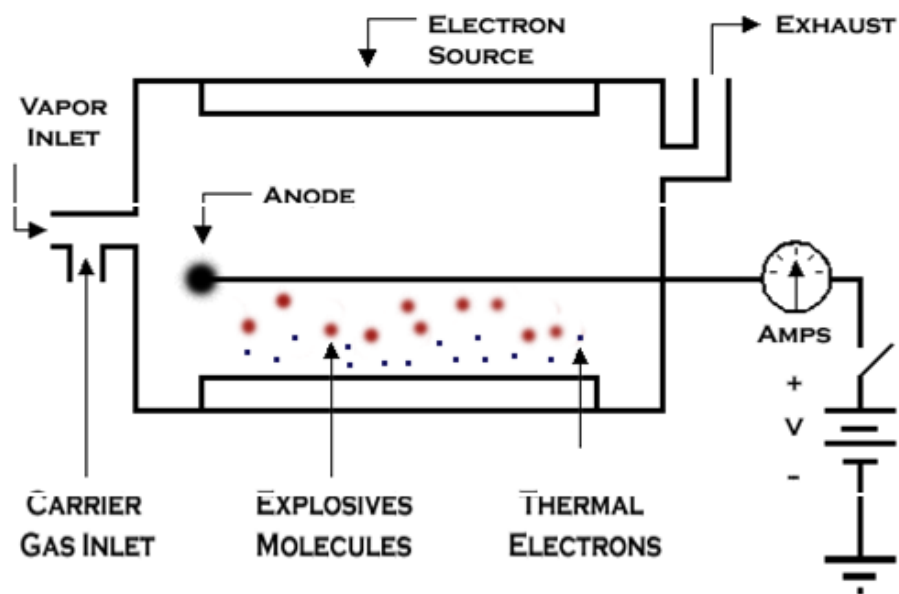 ELECTRON
SOURCE
EXHAUST
VAPOR
INLET
ANODE
AMPS
+
V
-
CARRIER
GAS INLET
EXPLOSIVES
MOLECULES
THERMAL
ELECTRONS